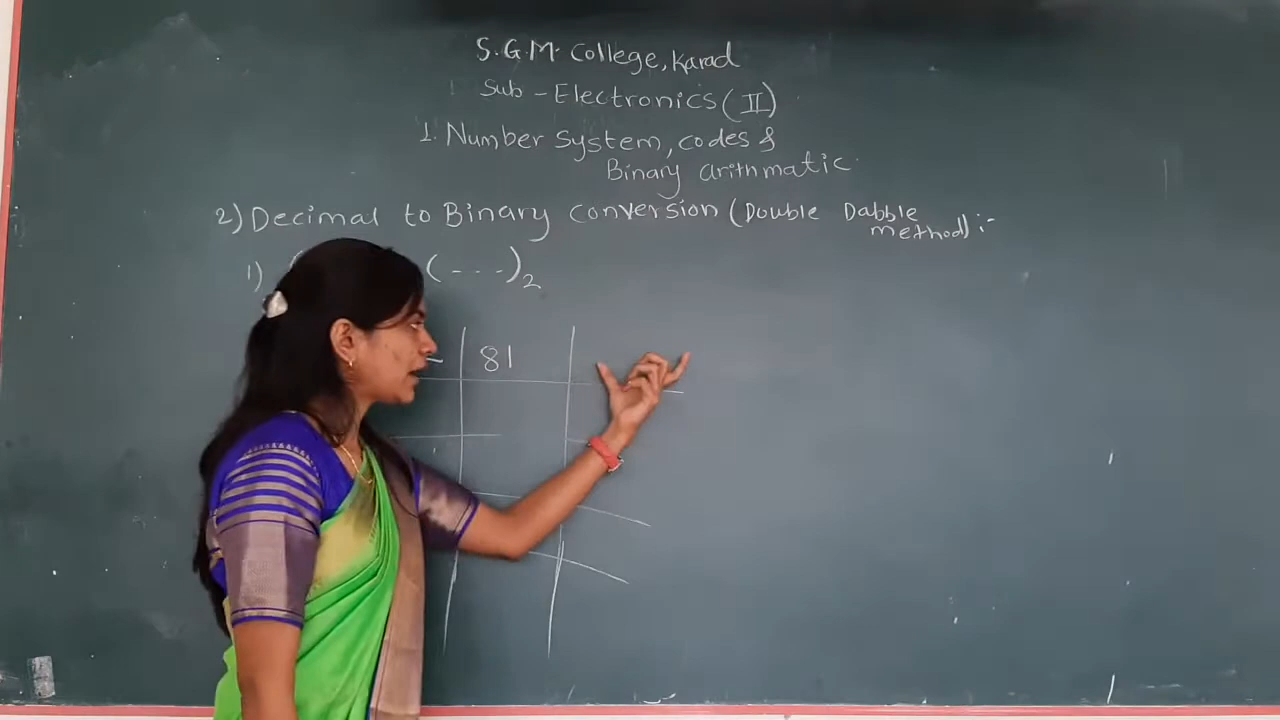 S.G.M. College, Karad
Sub - Electronics (II)
1. Number System, codes &
Binary arithmatic.
2) Decimal to Binary conversion (Double Dabble
method) :-
1) ( (---)2
81